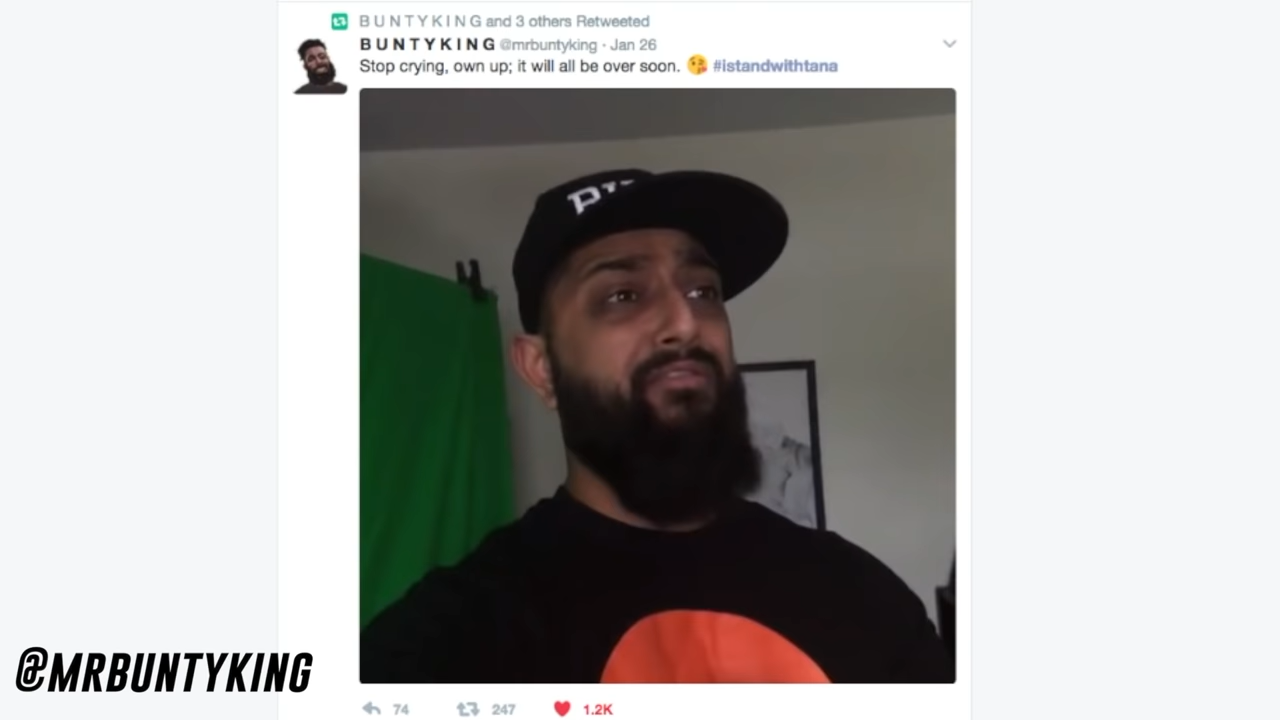 BUNTYKING and 3 others Retweeted
BUNTYKING @mrbuntyking · Jan 26
Stop crying, own up; it will all be over soon. 😘 #istandwithtana
74 247 1.2K
@MRBUNTYKING